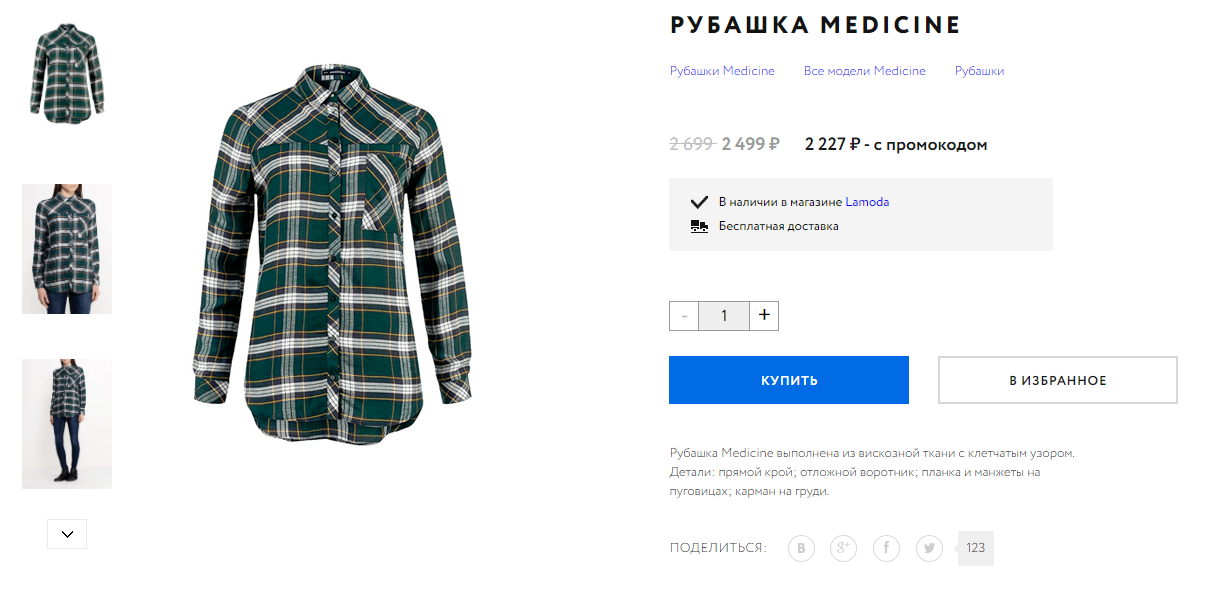 РУБАШКА MEDICINE
Рубашки Medicine Все модели Medicine Рубашки
2 699 2 499 ₽ 2 227 ₽ - с промокодом
В наличии в магазине Lamoda
Бесплатная доставка
- 1 +
КУПИТЬ В ИЗБРАННОЕ
Рубашка Medicine выполнена из вискозной ткани с клетчатым узором.
Детали: прямой крой; отложной воротник; планка и манжеты на
пуговицах; карман на груди.
ПОДЕЛИТЬСЯ: B g+ f 123